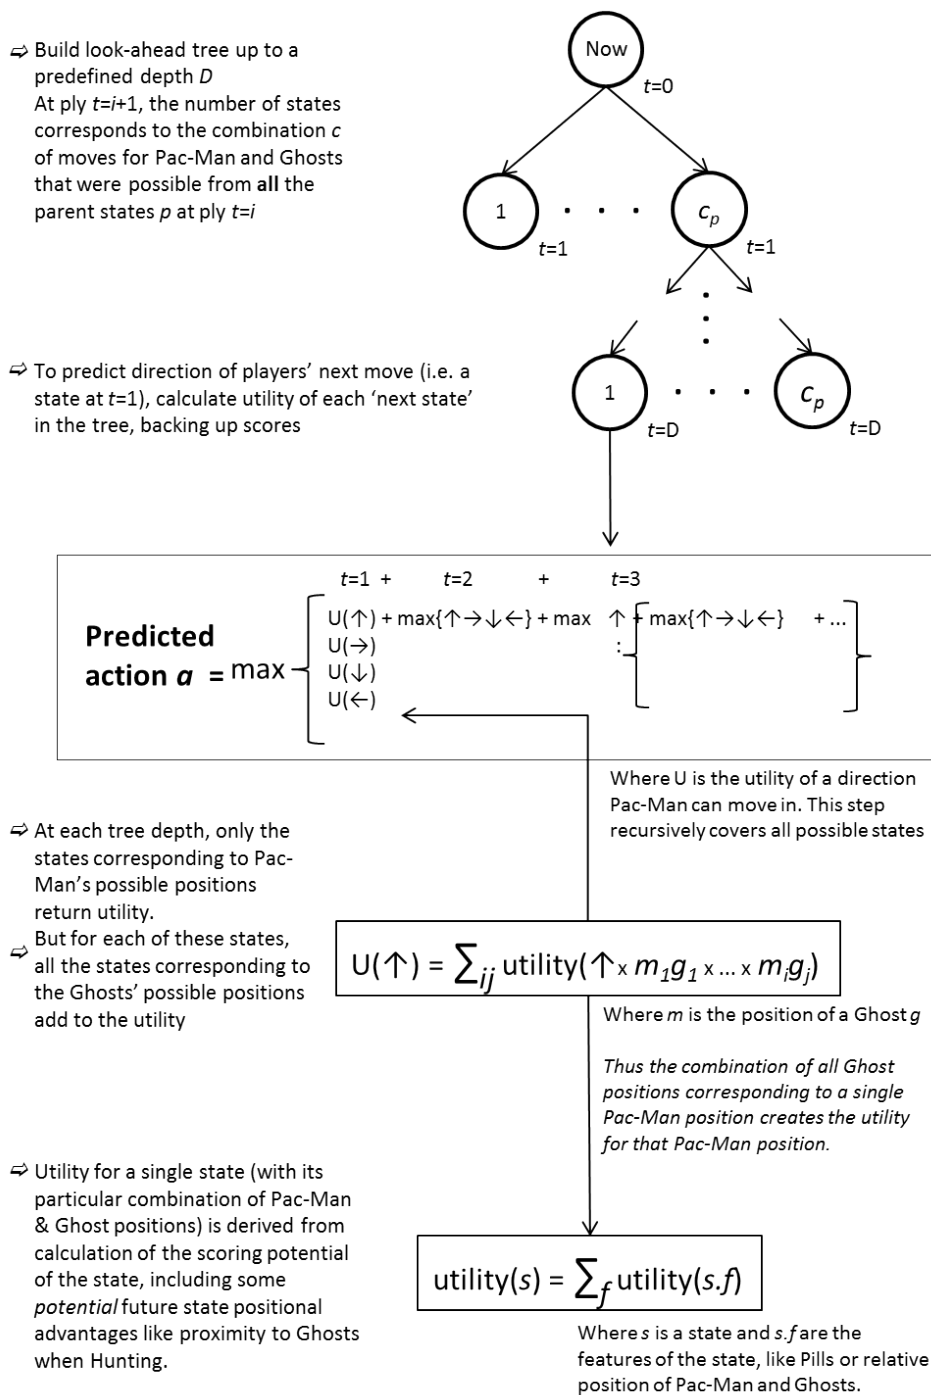 Now
t=0
⇨ Build look-ahead tree up to a
predefined depth D
At ply t=i+1, the number of states
corresponds to the combination c
of moves for Pac-Man and Ghosts
that were possible from all the
parent states p at ply t=i
1
. . .
cₚ
t=1
t=1
⇨ To predict direction of players’ next move (i.e. a
state at t=1), calculate utility of each ‘next state’
in the tree, backing up scores
1
. . .
cₚ
t=D
t=D
t=1 + t=2 + t=3
Predicted
action a = max
U(↑) + max{↑→↓←} + max ↑ + max{↑→↓←} + ...
U(→) :
U(↓)
U(←)
Where U is the utility of a direction
Pac-Man can move in. This step
recursively covers all possible states
⇨ At each tree depth, only the
states corresponding to Pac-
Man’s possible positions
return utility.
⇨ But for each of these states,
all the states corresponding to
the Ghosts’ possible positions
add to the utility
U(↑) = ∑ij utility(↑ x m₁g₁ x ... x mᵢgⱼ)
Where m is the position of a Ghost g
Thus the combination of all Ghost
positions corresponding to a single
Pac-Man position creates the utility
for that Pac-Man position.
⇨ Utility for a single state (with its
particular combination of Pac-Man
& Ghost positions) is derived from
calculation of the scoring potential
of the state, including some
potential future state positional
advantages like proximity to Ghosts
when Hunting.
utility(s) = ∑f utility(s.f)
Where s is a state and s.f are the
features of the state, like Pills or relative
position of Pac-Man and Ghosts.